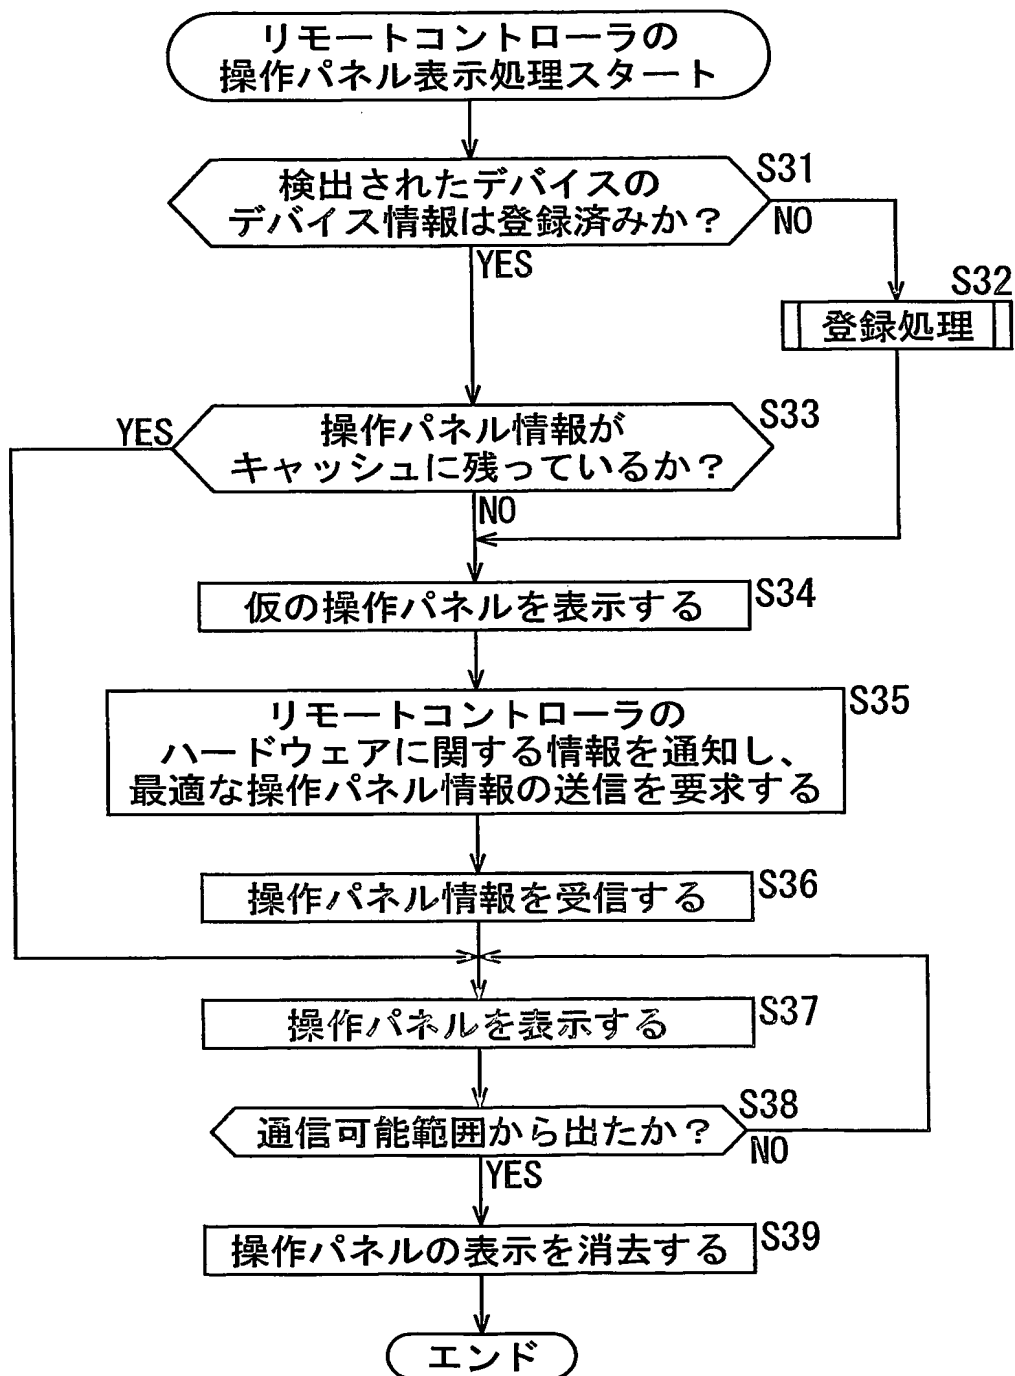 リモートコントローラの
操作パネル表示処理スタート
S31
検出されたデバイスの
デバイス情報は登録済みか？
NO
YES
S32
登録処理
S33
YES
操作パネル情報が
キャッシュに残っているか？
NO
S34
仮の操作パネルを表示する
S35
リモートコントローラの
ハードウェアに関する情報を通知し、
最適な操作パネル情報の送信を要求する
S36
操作パネル情報を受信する
S37
操作パネルを表示する
S38
通信可能範囲から出たか？
NO
YES
S39
操作パネルの表示を消去する
エンド